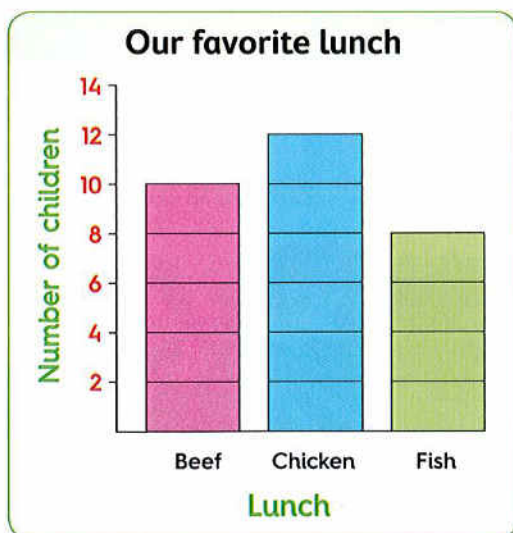 Our favorite lunch
Number of children
14
12
10
8
6
4
2
Beef Chicken Fish
Lunch